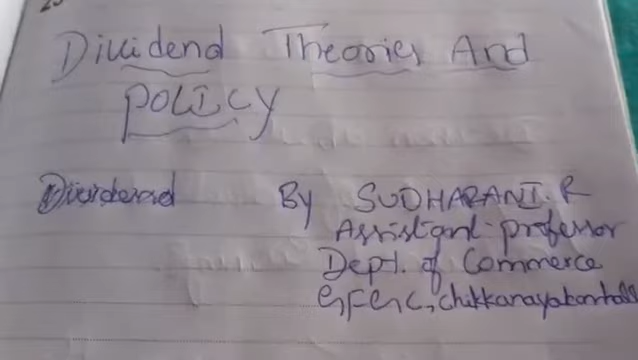 Dividend Theories And
POLICY
Dividend By SUDHARANI.R
Assistant professor
Dept. of Commerce
GFGC, chikkanayakanhalli